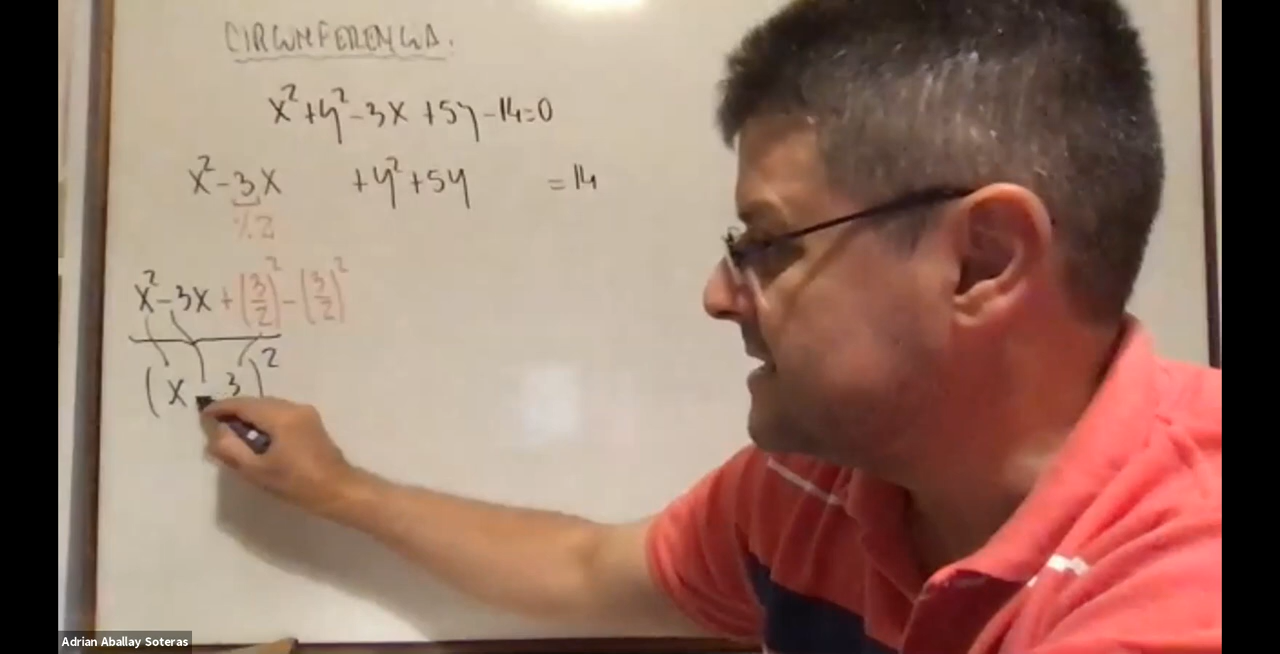 CIRCUNFERENCIA.
x²+y²-3x+5y-14=0
x²-3x +y²+5y =14
%2
x²-3x+(3/2)²-(3/2)²
(x 3)²
Adrian Aballay Soteras